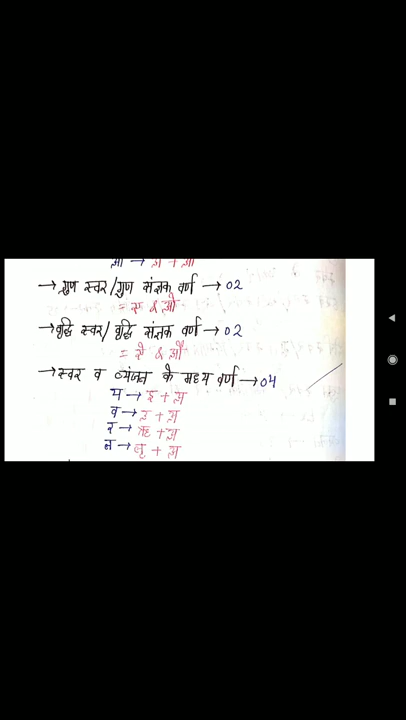 → गुण स्वर/गुण संज्ञक वर्ण → 02
= ए & ओ
→ वृद्धि स्वर/ वृद्धि संज्ञक वर्ण → 02
= ऐ & औ
→ स्वर व व्यंजन के मध्य वर्ण → 04
य → इ + अ
व → उ + अ
र → ऋ + अ
ल → लृ + अ